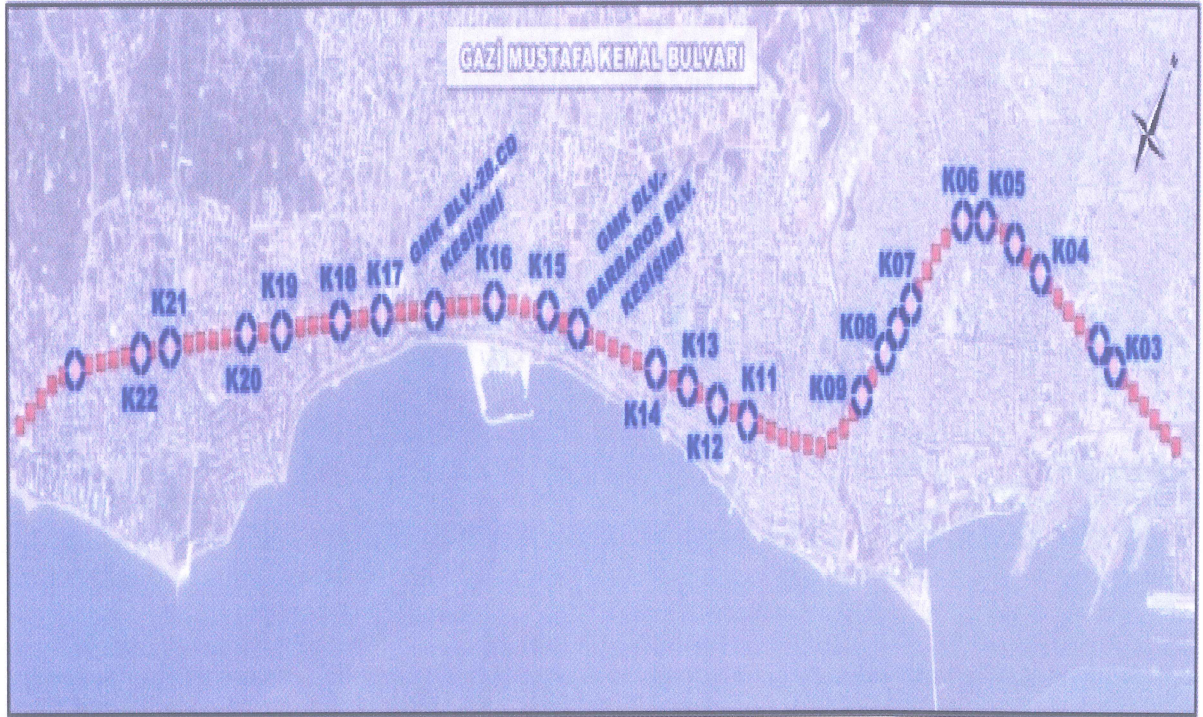 GAZİ MUSTAFA KEMAL BULVARI
GMK BLV.-28.CD
KESİŞİMİ
GMK BLV.-
BARBAROS BLV.
KESİŞİMİ
K06
K05
K04
K07
K16
K15
K17
K18
K19
K21
K08
K03
K22
K20
K13
K14
K12
K11
K09